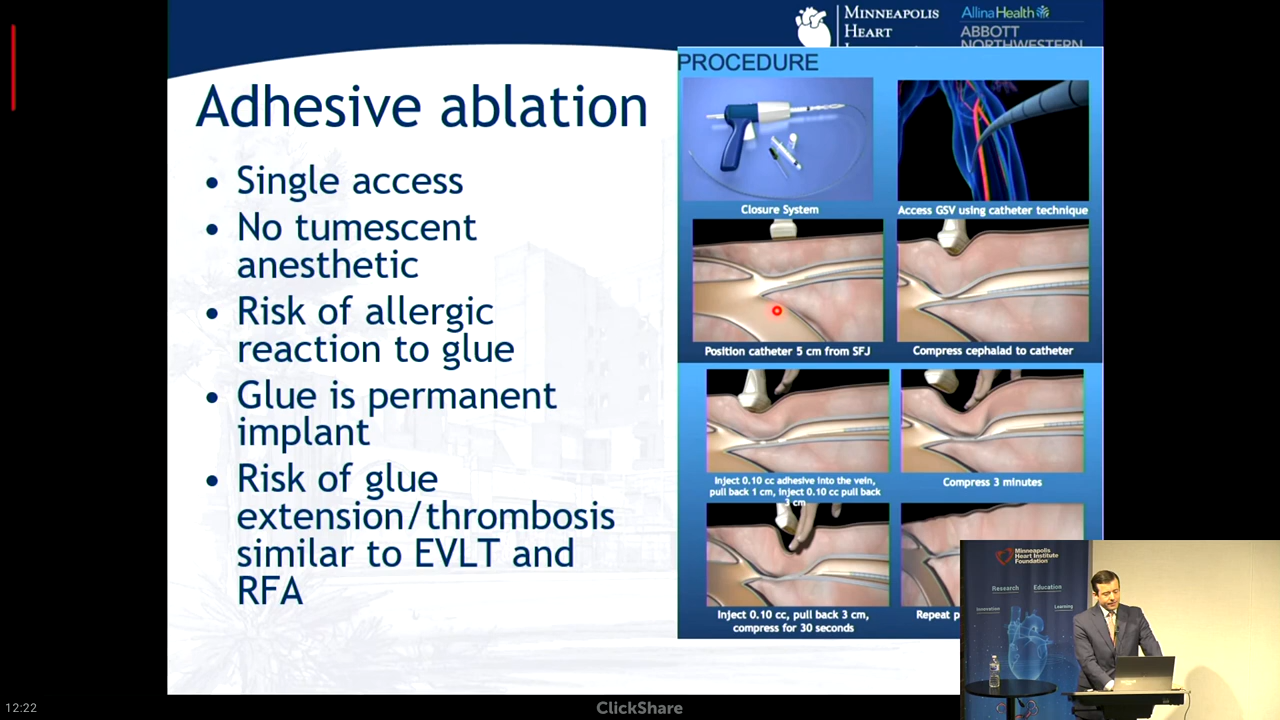 MINNEAPOLIS
HEART
AllinaHealth
ABBOTT
NORTHWESTERN
Adhesive ablation
• Single access
• No tumescent
anesthetic
• Risk of allergic
reaction to glue
• Glue is permanent
implant
• Risk of glue
extension/thrombosis
similar to EVLT and
RFA
PROCEDURE
Closure System
Access GSV using catheter technique
Position catheter 5 cm from SFJ
Compress cephalad to catheter
Inject 0.10 cc adhesive into the vein,
pull back 1 cm, inject 0.10 cc pull back
3 cm
Compress 3 minutes
Inject 0.10 cc, pull back 3 cm,
compress for 30 seconds
Repeat p
Minneapolis
Heart Institute
Foundation
Research
Education
Innovation
Learning
12:22
ClickShare